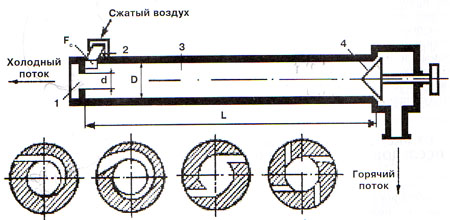 Сжатый воздух
Fc 2 3 4
Холодный
поток
d D
1
L
Горячий
поток